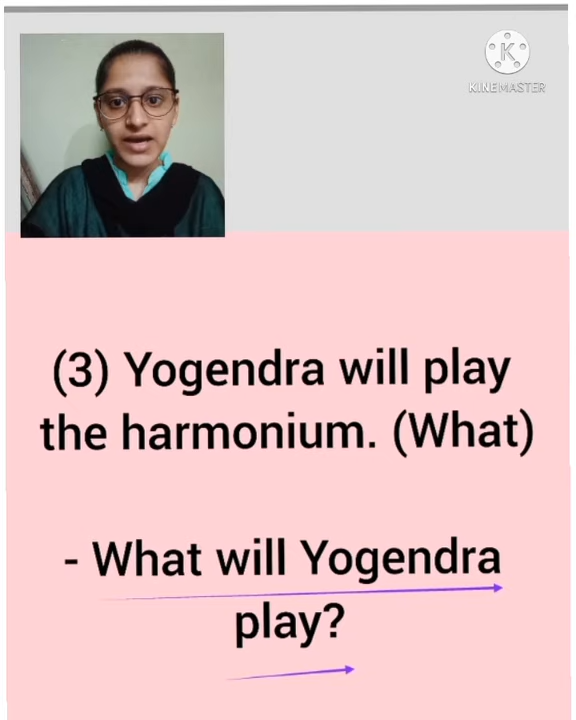 KINEMASTER
(3) Yogendra will play
the harmonium. (What)
- What will Yogendra
play?